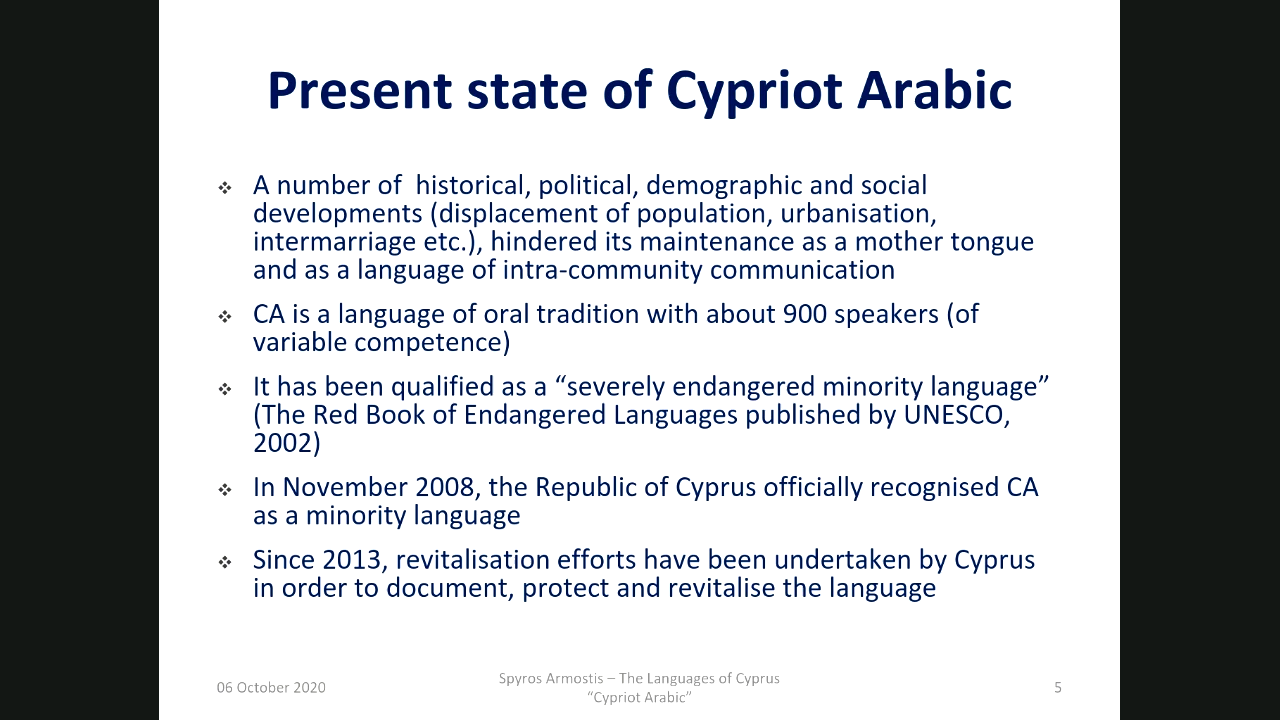 Present state of Cypriot Arabic
❖ A number of  historical, political, demographic and social
developments (displacement of population, urbanisation,
intermarriage etc.), hindered its maintenance as a mother tongue
and as a language of intra-community communication
❖ CA is a language of oral tradition with about 900 speakers (of
variable competence)
❖ It has been qualified as a “severely endangered minority language”
(The Red Book of Endangered Languages published by UNESCO,
2002)
❖ In November 2008, the Republic of Cyprus officially recognised CA
as a minority language
❖ Since 2013, revitalisation efforts have been undertaken by Cyprus
in order to document, protect and revitalise the language
06 October 2020
Spyros Armostis – The Languages of Cyprus
“Cypriot Arabic”
5